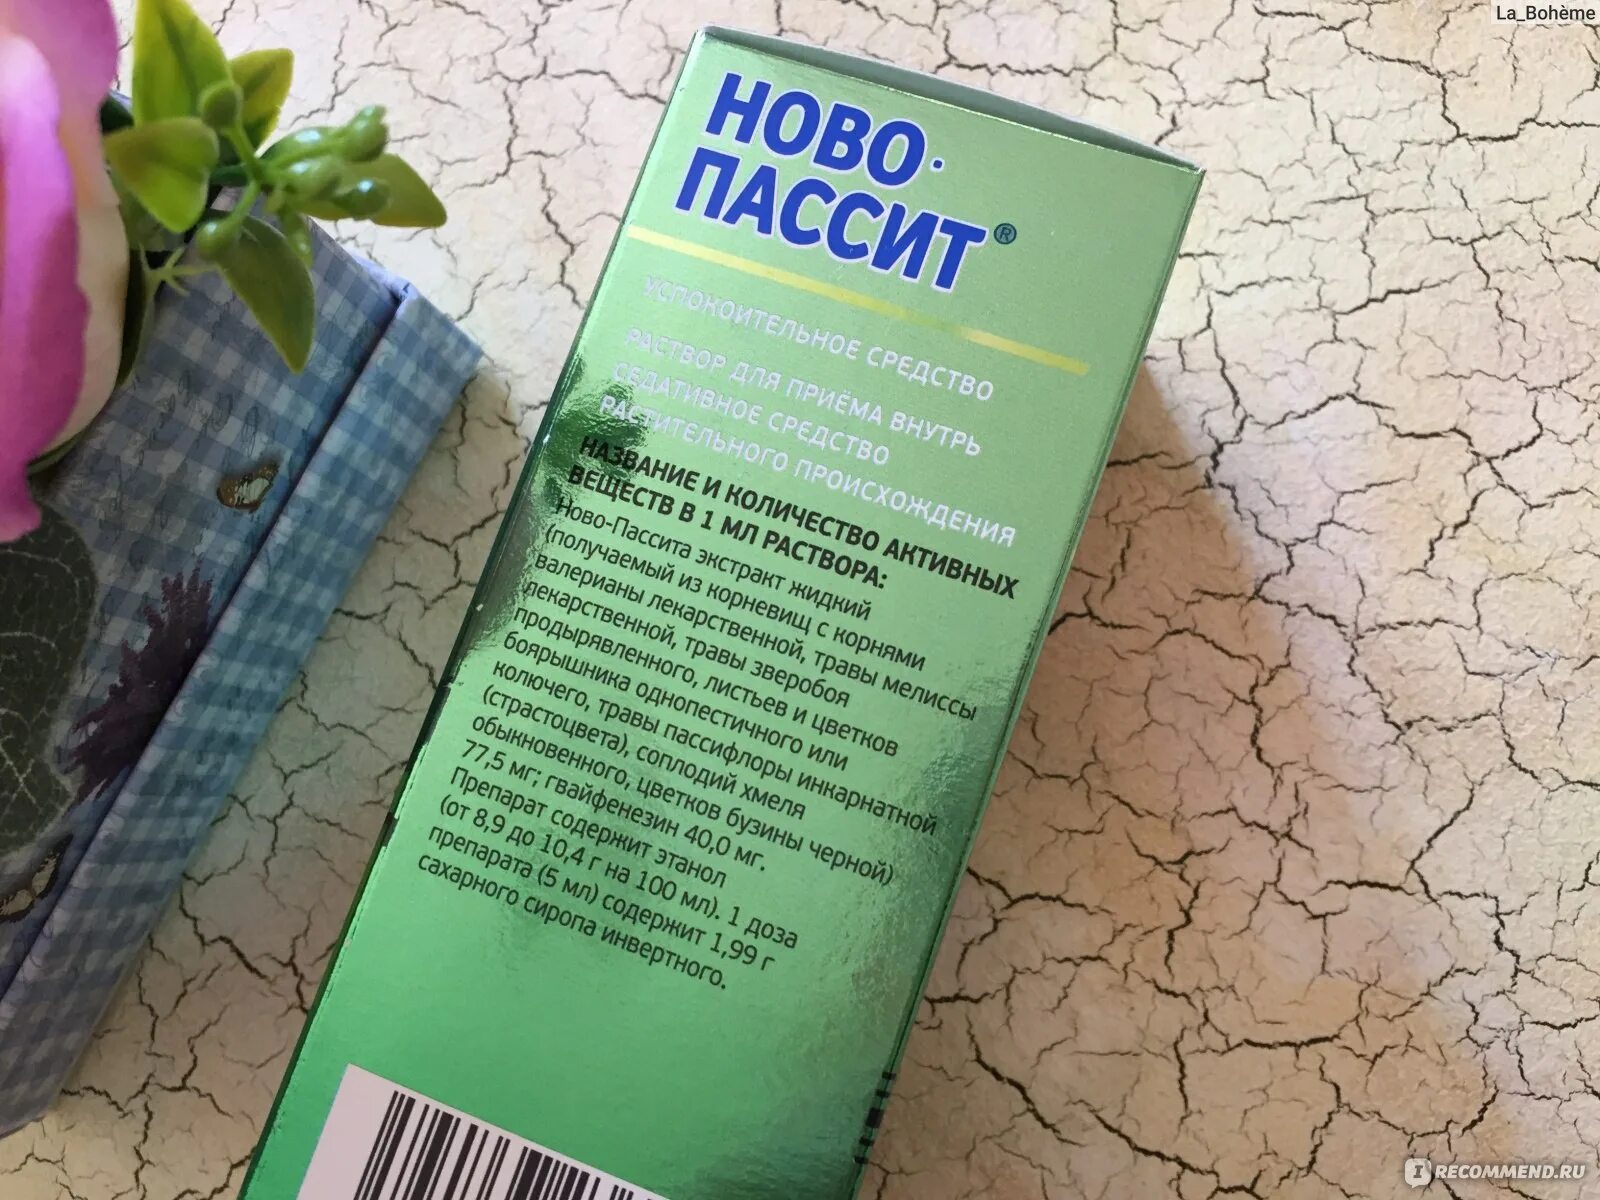 La_Bohème
НОВО-
ПАССИТ®
УСПОКОИТЕЛЬНОЕ СРЕДСТВО
РАСТВОР ДЛЯ ПРИЁМА ВНУТРЬ
СЕДАТИВНОЕ СРЕДСТВО
РАСТИТЕЛЬНОГО ПРОИСХОЖДЕНИЯ
НАЗВАНИЕ И КОЛИЧЕСТВО АКТИВНЫХ
ВЕЩЕСТВ В 1 МЛ РАСТВОРА:
Ново-Пассита экстракт жидкий
(получаемый из корневищ с корнями
валерианы лекарственной, травы мелиссы
лекарственной, травы зверобоя
продырявленного, листьев и цветков
боярышника однопестичного или
колючего, травы пассифлоры инкарнатной
(страстоцвета), соплодий хмеля
обыкновенного, цветков бузины черной)
77,5 мг; гвайфенезин 40,0 мг.
Препарат содержит этанол
(от 8,9 до 10,4 г на 100 мл). 1 доза
препарата (5 мл) содержит 1,99 г
сахарного сиропа инвертного.
IRECOMMEND.RU